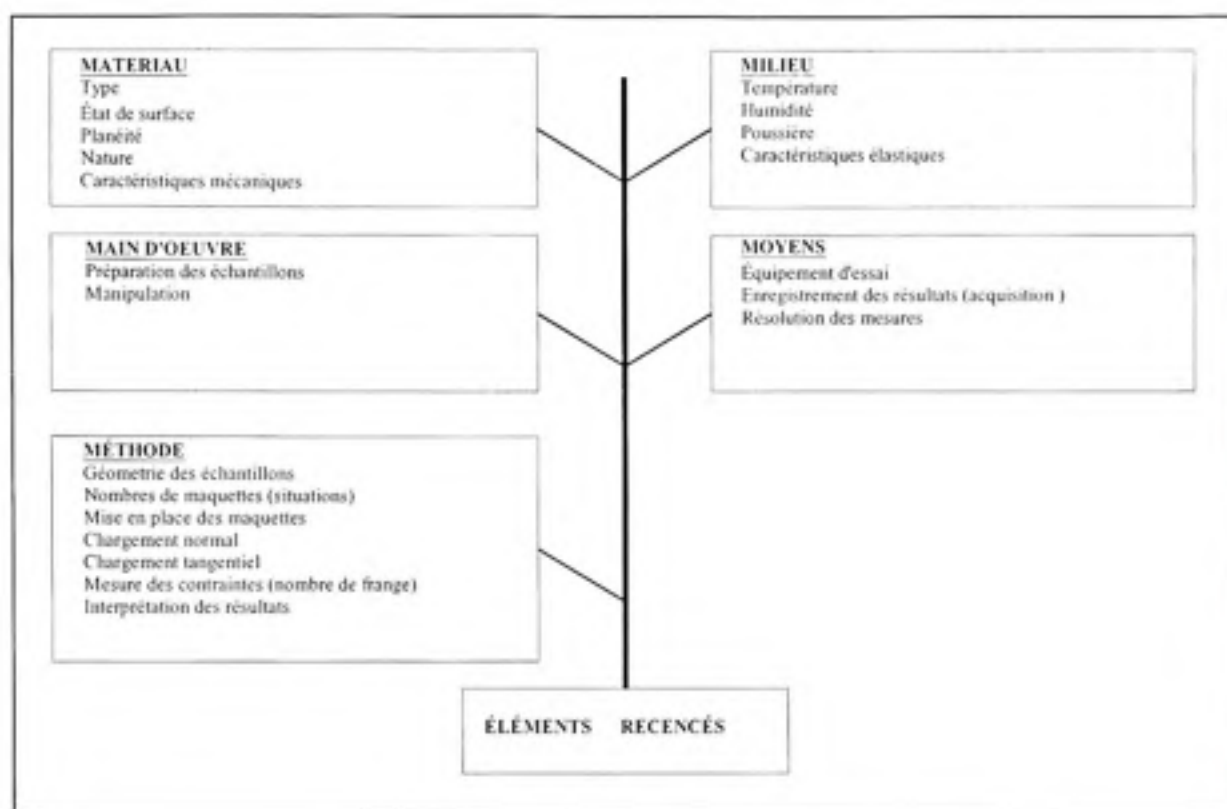 MATERIAU
Type
État de surface
Planéité
Nature
Caractéristiques mécaniques
MILIEU
Température
Humidité
Poussière
Caractéristiques élastiques
MAIN D'OEUVRE
Préparation des échantillons
Manipulation
MOYENS
Équipement d'essai
Enregistrement des résultats (acquisition )
Résolution des mesures
MÉTHODE
Géometrie des échantillons
Nombres de maquettes (situations)
Mise en place des maquettes
Chargement normal
Chargement tangentiel
Mesure des contraintes (nombre de frange)
Interprétation des résultats
ÉLÉMENTS RECENCÉS